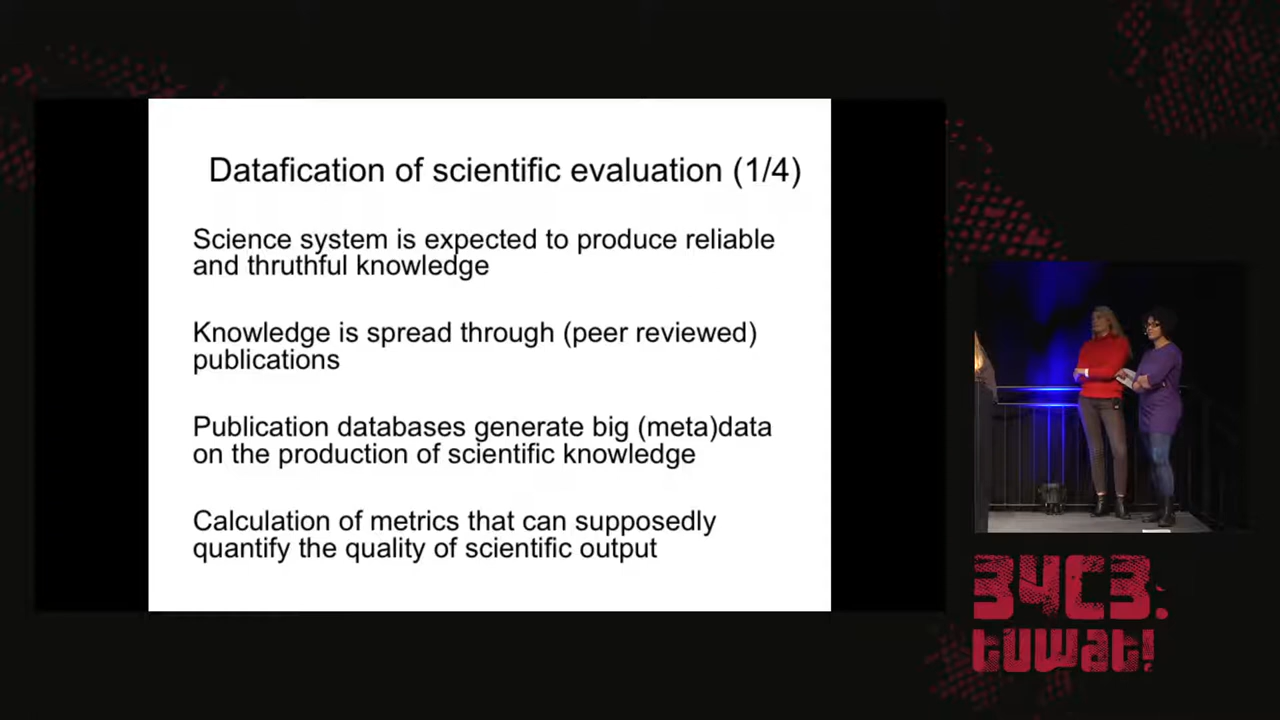 Datafication of scientific evaluation (1/4)
Science system is expected to produce reliable
and thruthful knowledge
Knowledge is spread through (peer reviewed)
publications
Publication databases generate big (meta)data
on the production of scientific knowledge
Calculation of metrics that can supposedly
quantify the quality of scientific output
34C3.
tuwat!